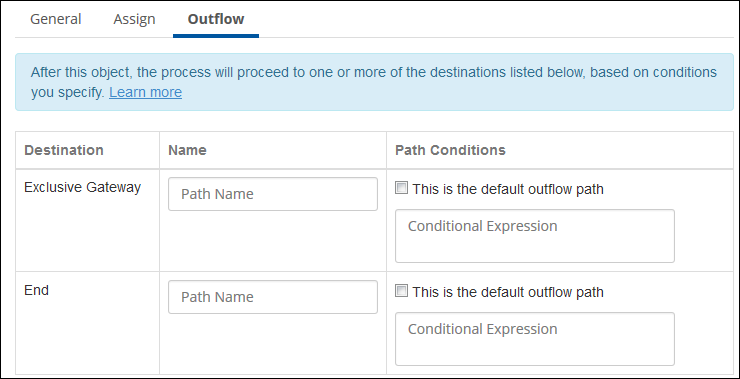 General Assign Outflow
After this object, the process will proceed to one or more of the destinations listed below, based on conditions
you specify. Learn more
Destination Name Path Conditions
Exclusive Gateway Path Name This is the default outflow path
Conditional Expression
End Path Name This is the default outflow path
Conditional Expression